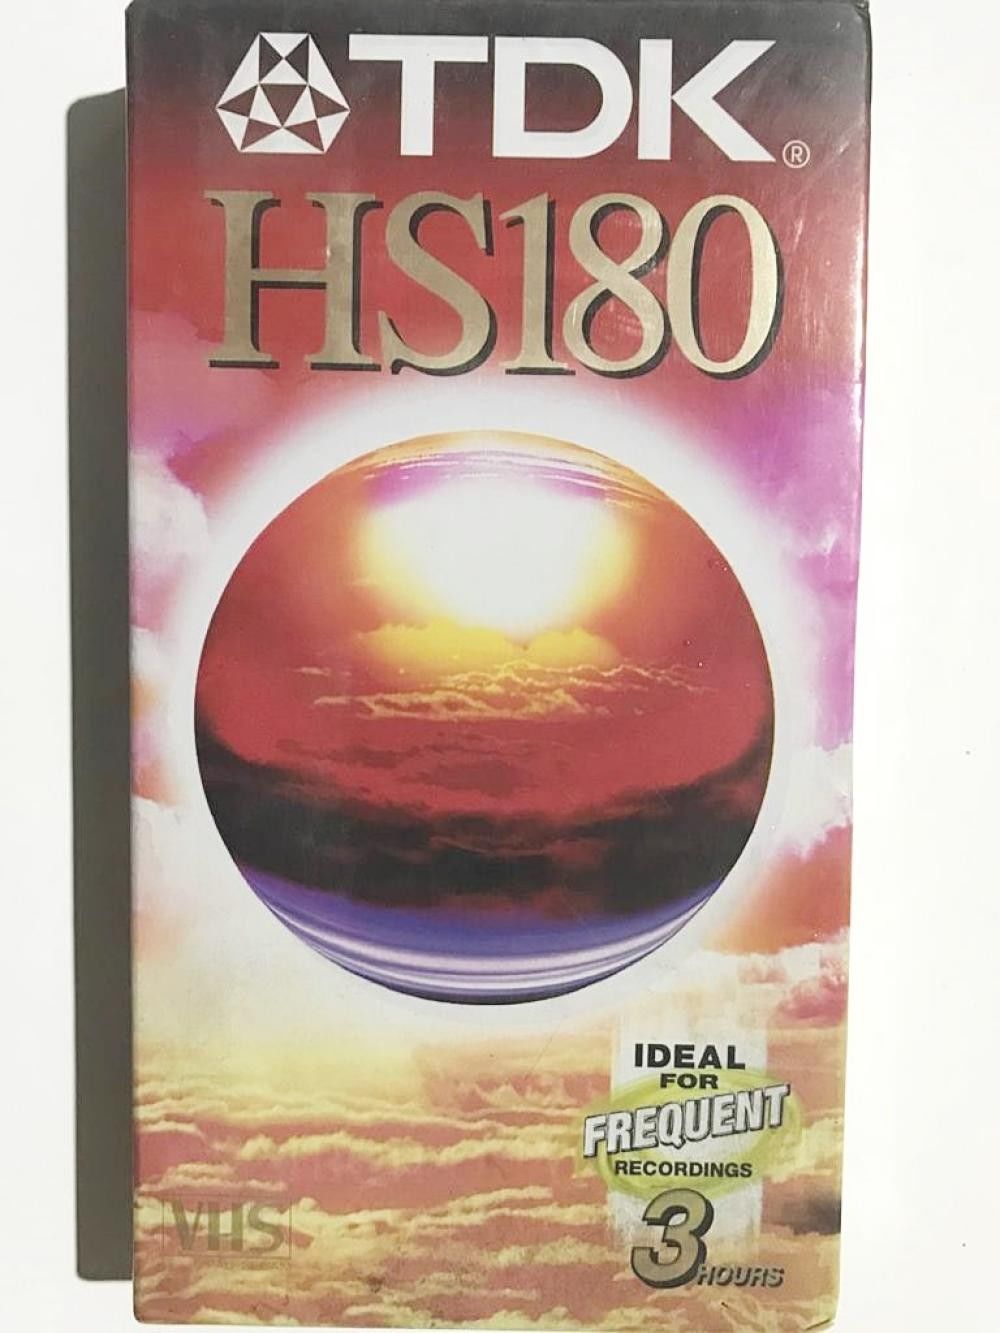 TDK®
HS180
IDEAL
FOR
FREQUENT
RECORDINGS
3 HOURS
VHS